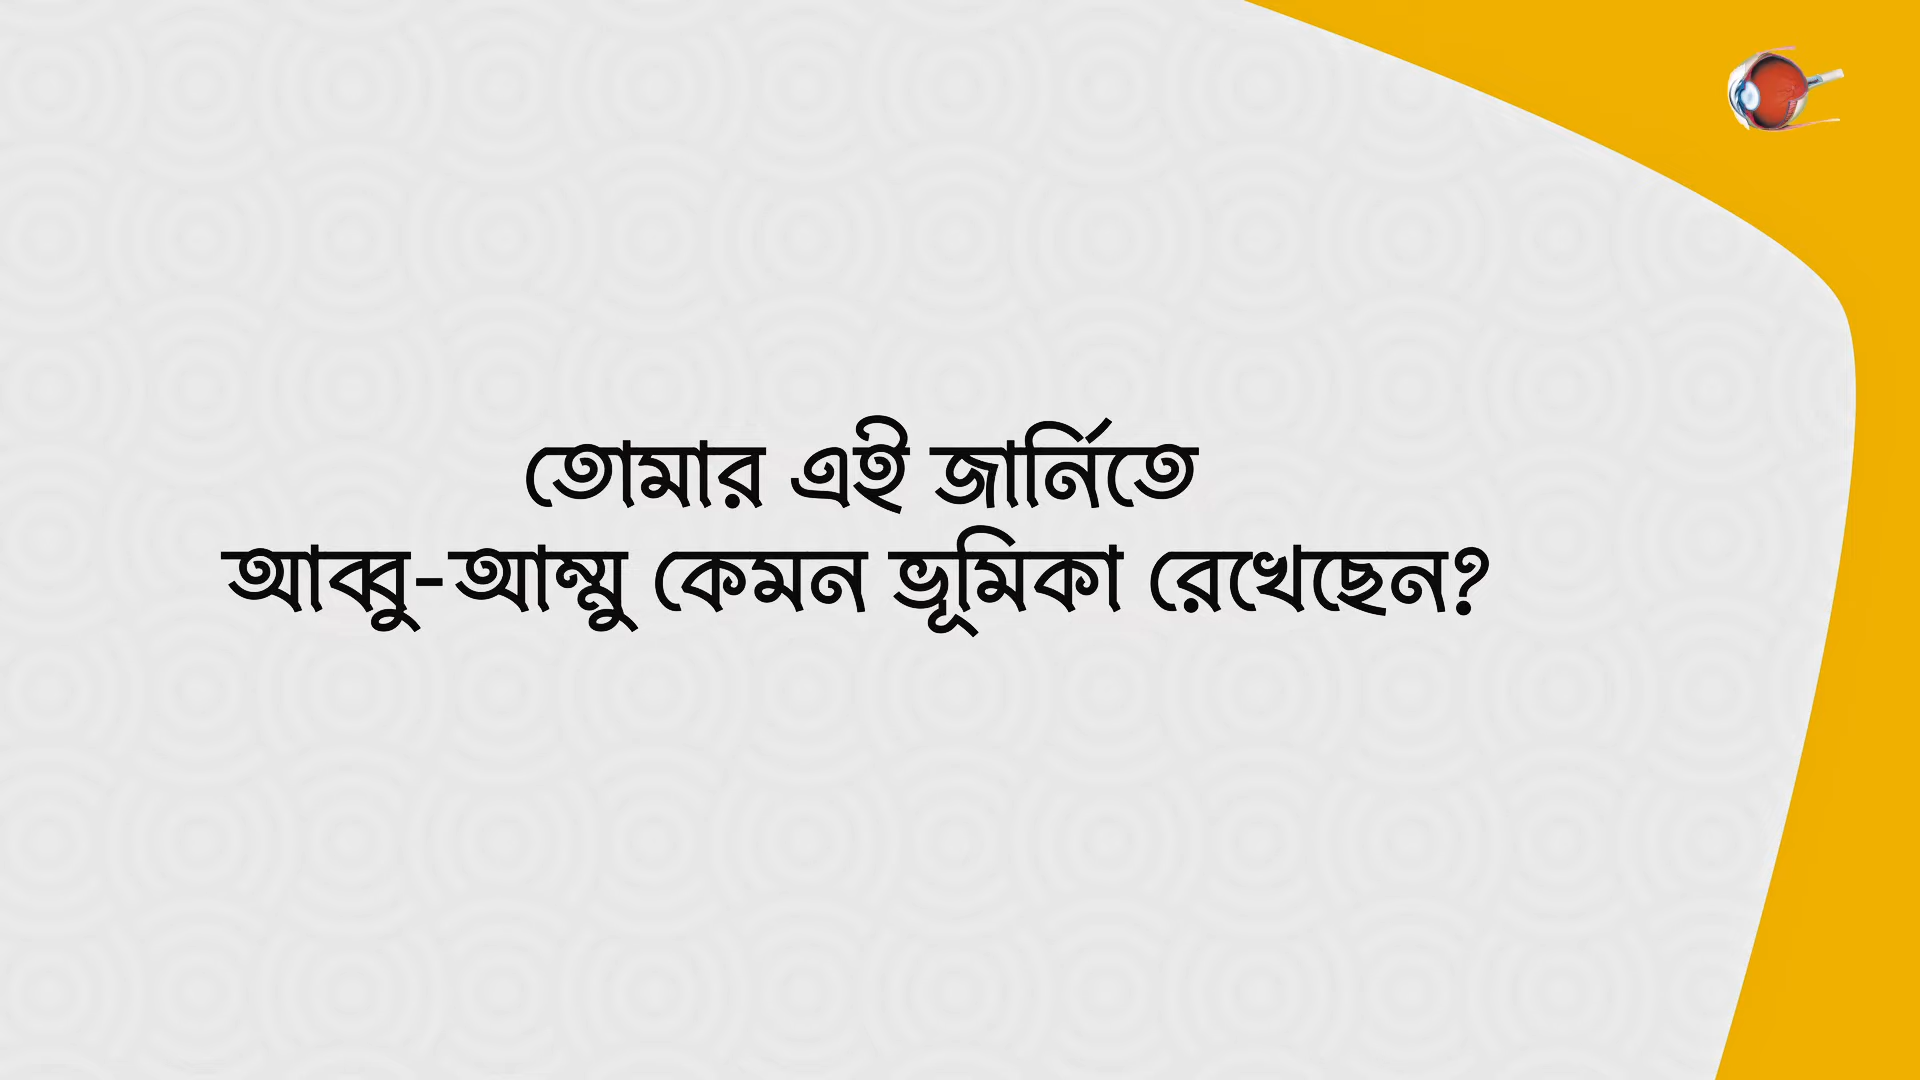 তোমার এই জার্নিতে
আব্বু-আম্মু কেমন ভূমিকা রেখেছেন?